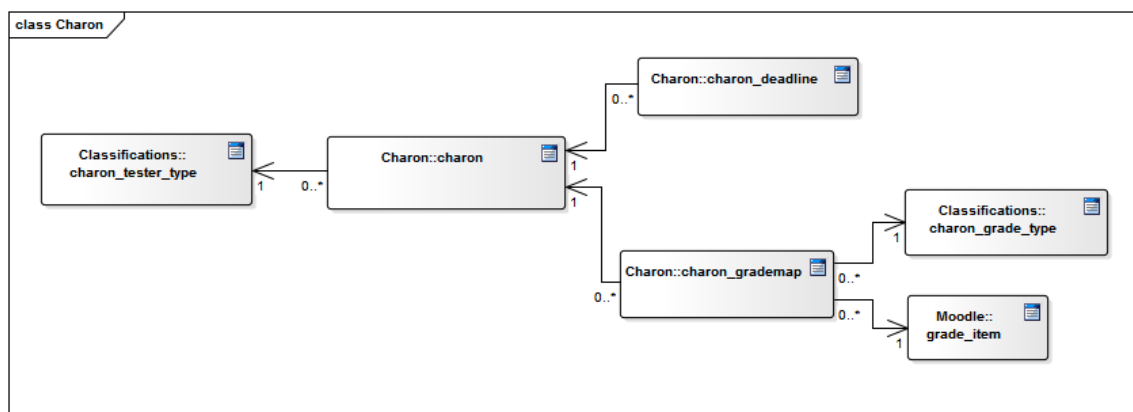 class Charon
Charon::charon_deadline
0..*
Classifications::
charon_tester_type
Charon::charon
1
0..*
1
1
Classifications::
charon_grade_type
1
Charon::charon_grademap
0..*
0..*
0..*
Moodle::
grade_item
1